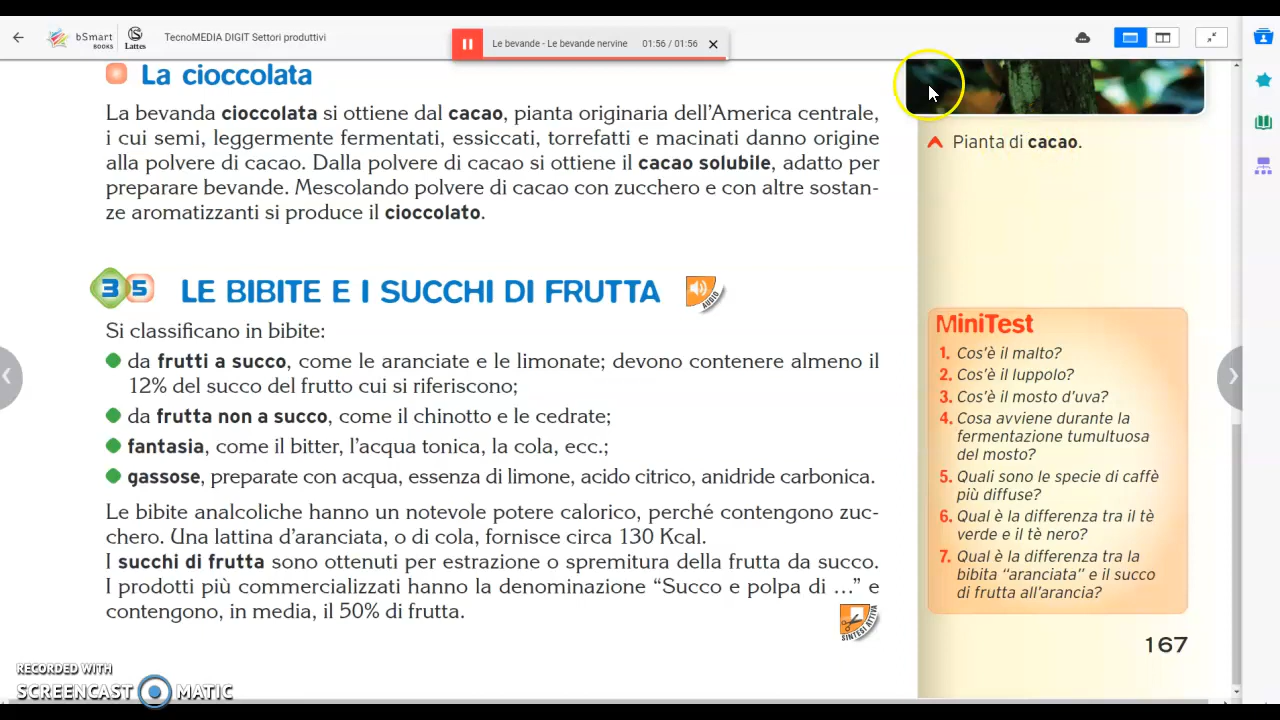 bSmart
BOOKS
Lattes
TecnoMEDIA DIGIT Settori produttivi
Le bevande - Le bevande nervine 01:56 / 01:56
La cioccolata
La bevanda cioccolata si ottiene dal cacao, pianta originaria dell'America centrale,
i cui semi, leggermente fermentati, essiccati, torrefatti e macinati danno origine
alla polvere di cacao. Dalla polvere di cacao si ottiene il cacao solubile, adatto per
preparare bevande. Mescolando polvere di cacao con zucchero e con altre sostan-
ze aromatizzanti si produce il cioccolato.
Pianta di cacao.
3 5 LE BIBITE E I SUCCHI DI FRUTTA
AUDIO
Si classificano in bibite:
da frutti a succo, come le aranciate e le limonate; devono contenere almeno il
12% del succo del frutto cui si riferiscono;
da frutta non a succo, come il chinotto e le cedrate;
fantasia, come il bitter, l'acqua tonica, la cola, ecc.;
gassose, preparate con acqua, essenza di limone, acido citrico, anidride carbonica.
Le bibite analcoliche hanno un notevole potere calorico, perché contengono zuc-
chero. Una lattina d'aranciata, o di cola, fornisce circa 130 Kcal.
I succhi di frutta sono ottenuti per estrazione o spremitura della frutta da succo.
I prodotti più commercializzati hanno la denominazione "Succo e polpa di ..." e
contengono, in media, il 50% di frutta.
SINTESI ATTIVA
MiniTest
1. Cos'è il malto?
2. Cos'è il luppolo?
3. Cos'è il mosto d'uva?
4. Cosa avviene durante la
fermentazione tumultuosa
del mosto?
5. Quali sono le specie di caffè
più diffuse?
6. Qual è la differenza tra il tè
verde e il tè nero?
7. Qual è la differenza tra la
bibita "aranciata" e il succo
di frutta all'arancia?
167
RECORDED WITH
SCREENCAST MATIC